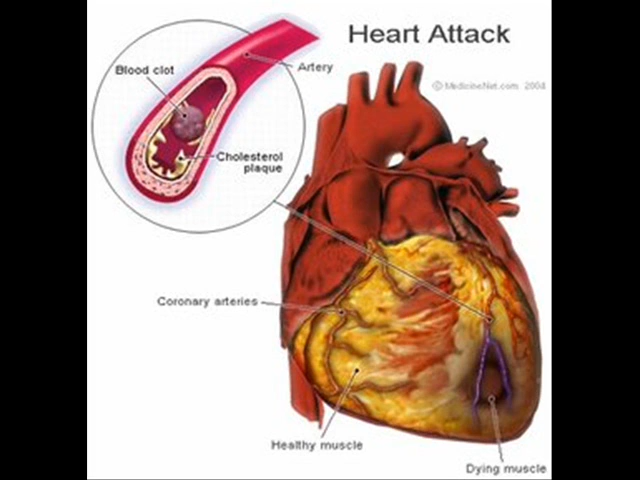 Heart Attack
© MedicineNet.com 2004
Artery
Blood clot
Cholesterol
plaque
Coronary arteries
Healthy muscle
Dying muscle